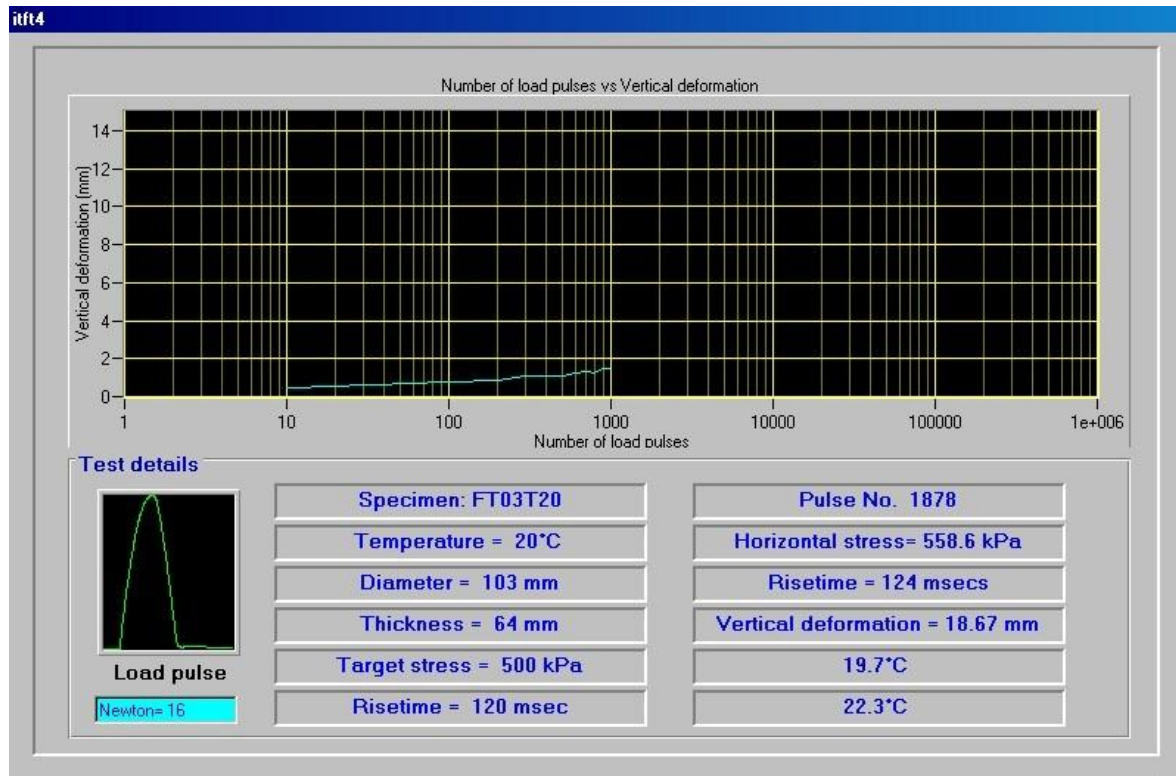 itft4
Number of load pulses vs Vertical deformation
Vertical deformation (mm)
14
12
10
8
6
4
2
0
1 10 100 1000 10000 100000 1e+006
Number of load pulses
Test details
Load pulse
Newton= 16
Specimen: FT03T20
Temperature = 20°C
Diameter = 103 mm
Thickness = 64 mm
Target stress = 500 kPa
Risetime = 120 msec
Pulse No. 1878
Horizontal stress= 558.6 kPa
Risetime = 124 msecs
Vertical deformation = 18.67 mm
19.7°C
22.3°C